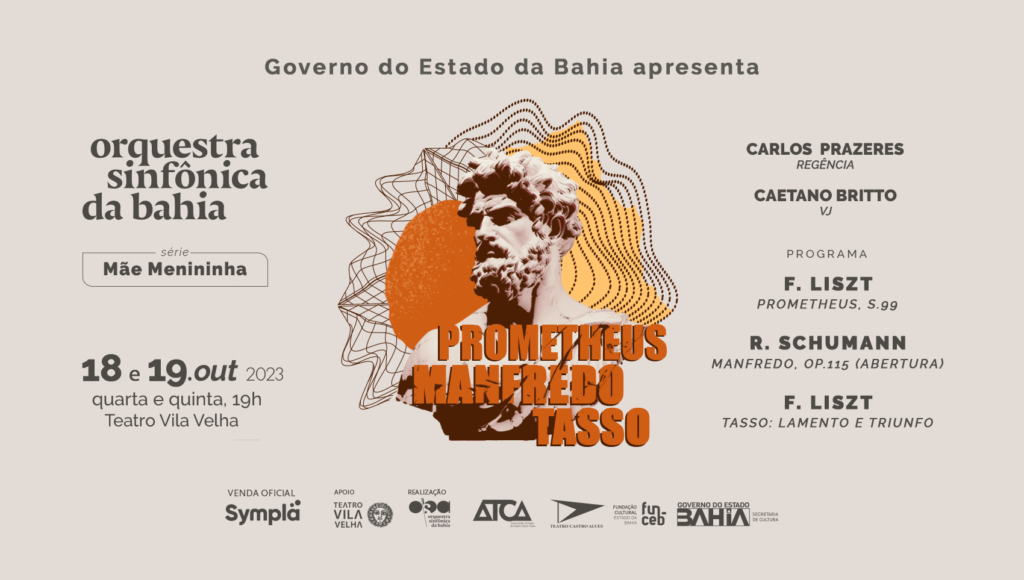 Governo do Estado da Bahia apresenta
orquestra
sinfônica
da bahia
série
Mãe Menininha
18 e 19.out 2023
quarta e quinta, 19h
Teatro Vila Velha
PROMETHEUS
MANFREDO
TASSO
CARLOS PRAZERES
REGÊNCIA
CAETANO BRITTO
VJ
PROGRAMA
F. LISZT
PROMETHEUS, S.99
R. SCHUMANN
MANFREDO, OP.115 (ABERTURA)
F. LISZT
TASSO: LAMENTO E TRIUNFO
VENDA OFICIAL
Sympla
APOIO
TEATRO
VILA
VELHA
REALIZAÇÃO
orquestra
sinfônica
da bahia
ATCA
TEATRO CASTRO ALVES
FUNDAÇÃO
CULTURAL
ESTADO DA
BAHIA
fun
ceb
GOVERNO DO ESTADO
BAHIA
SECRETARIA
DE CULTURA